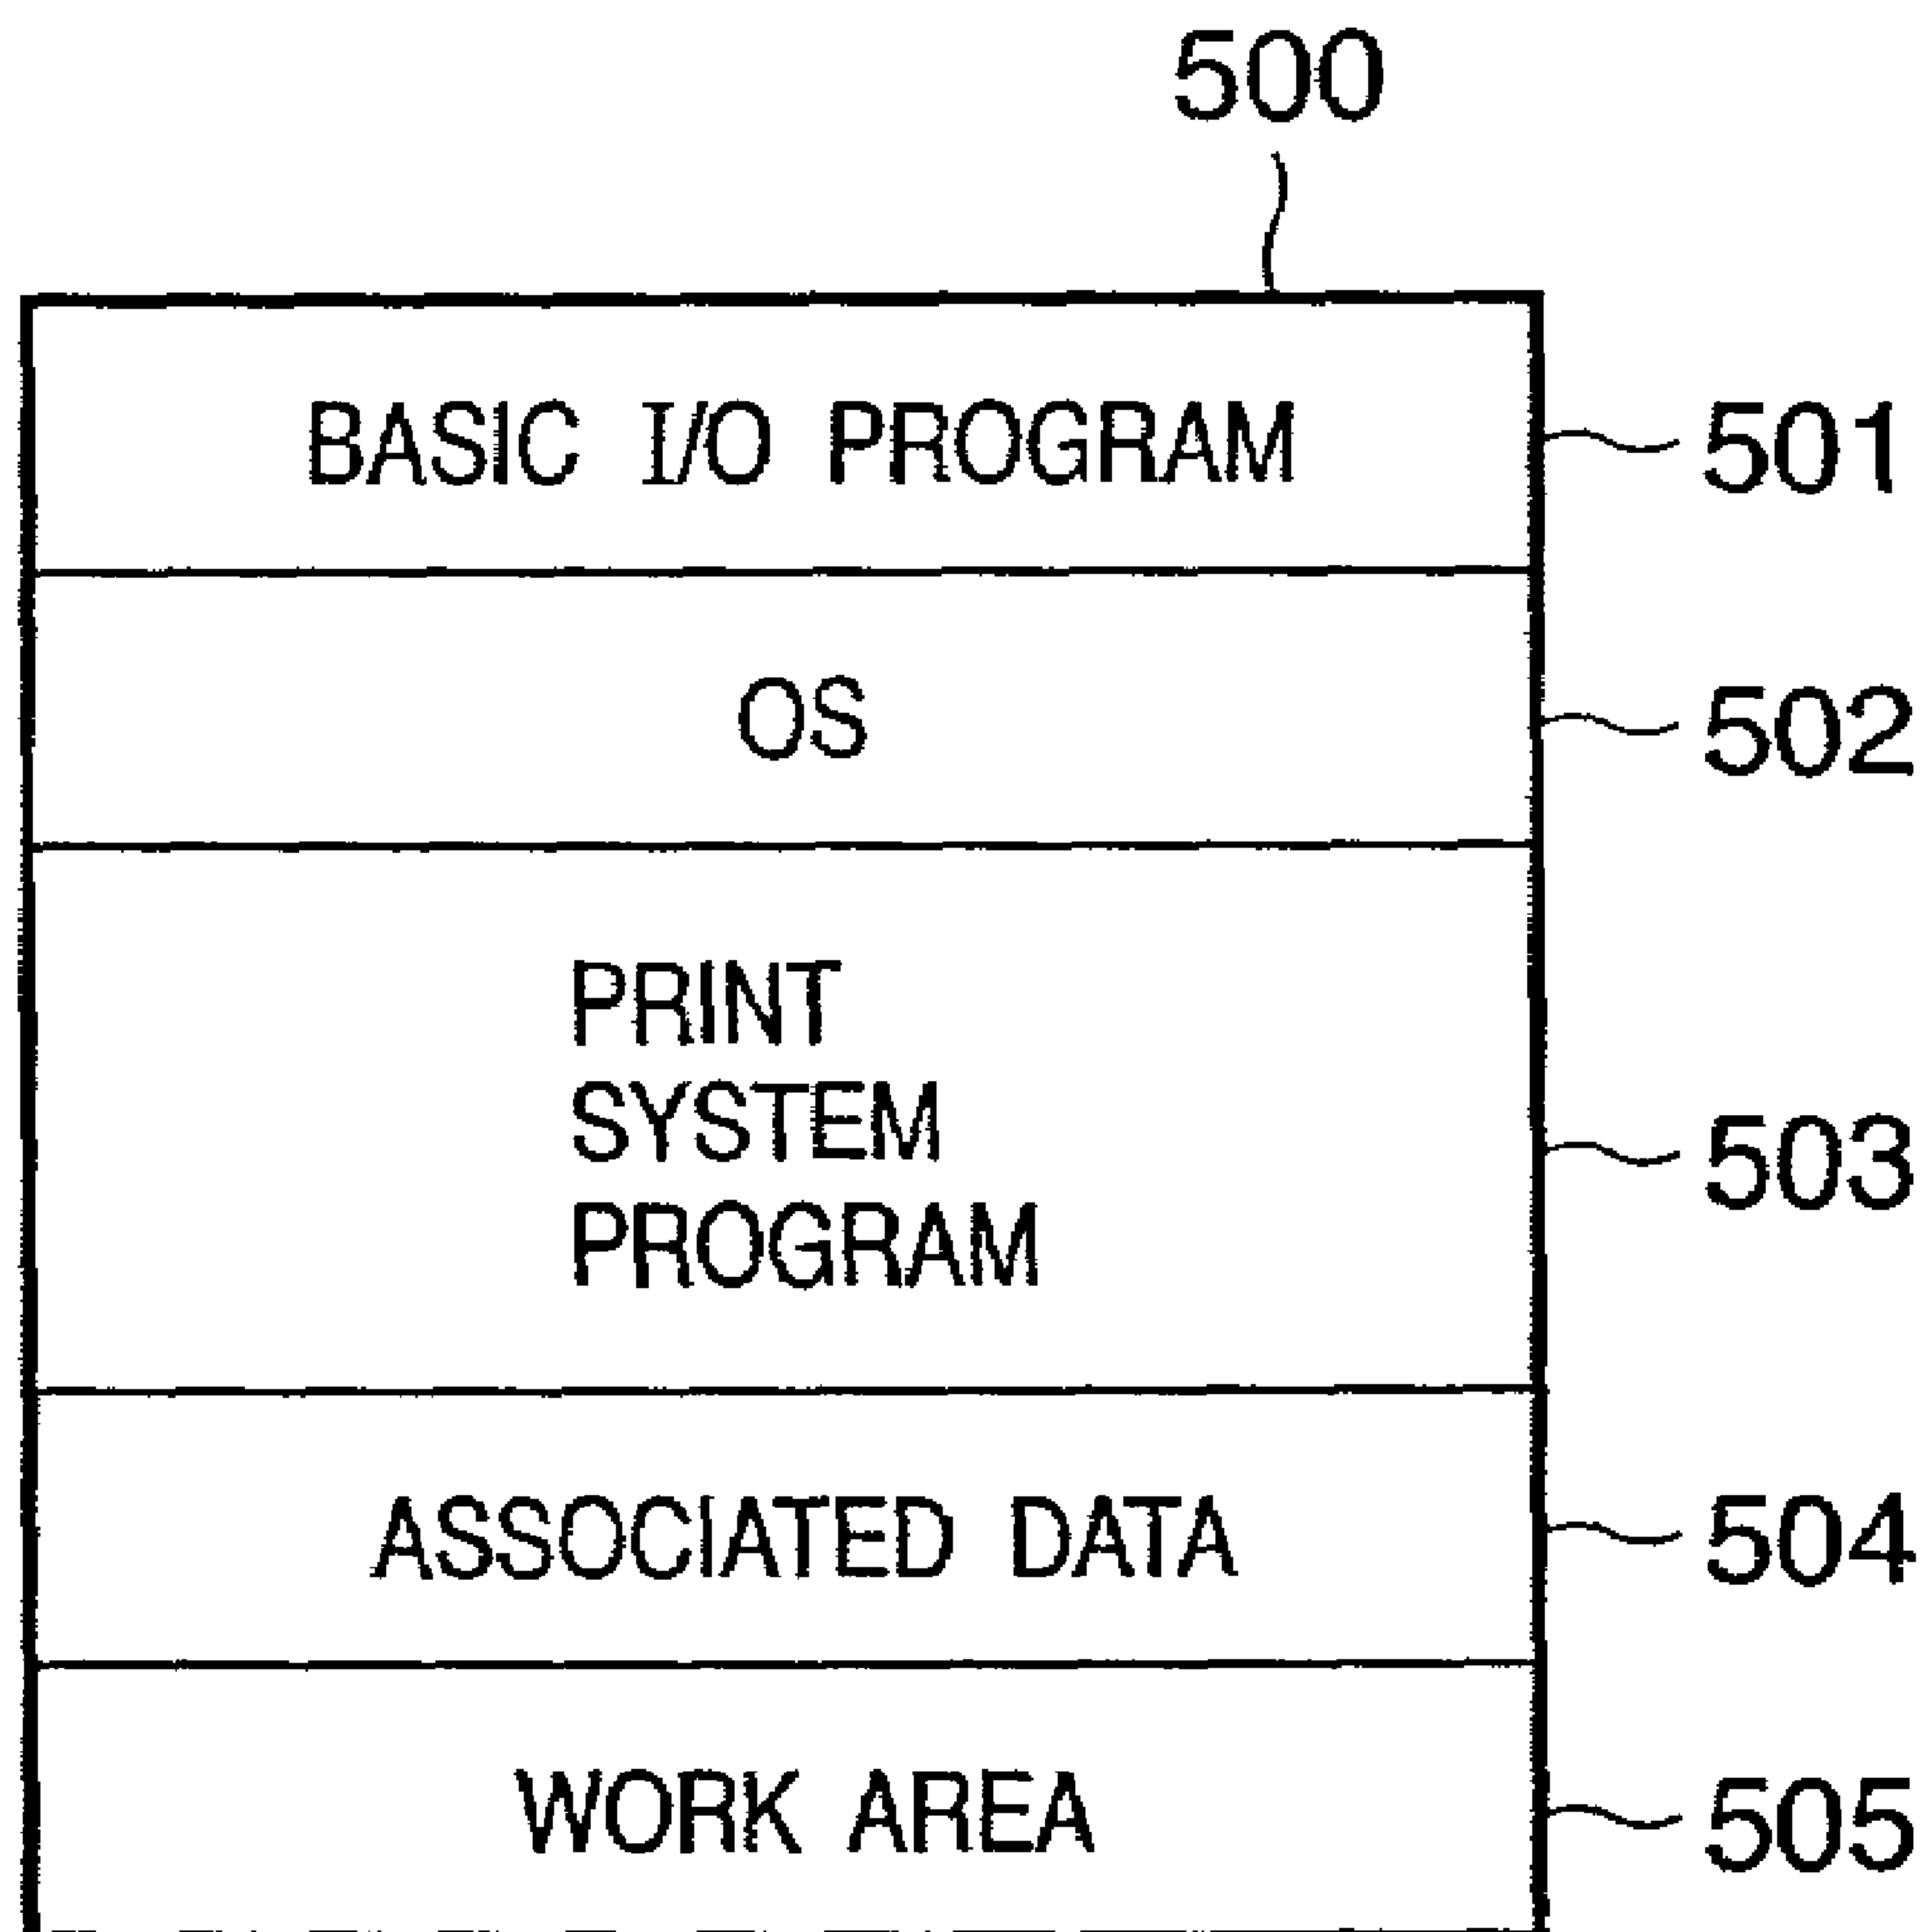 500
BASIC I/O PROGRAM 501
OS 502
PRINT
SYSTEM
PROGRAM
503
ASSOCIATED DATA 504
WORK AREA 505